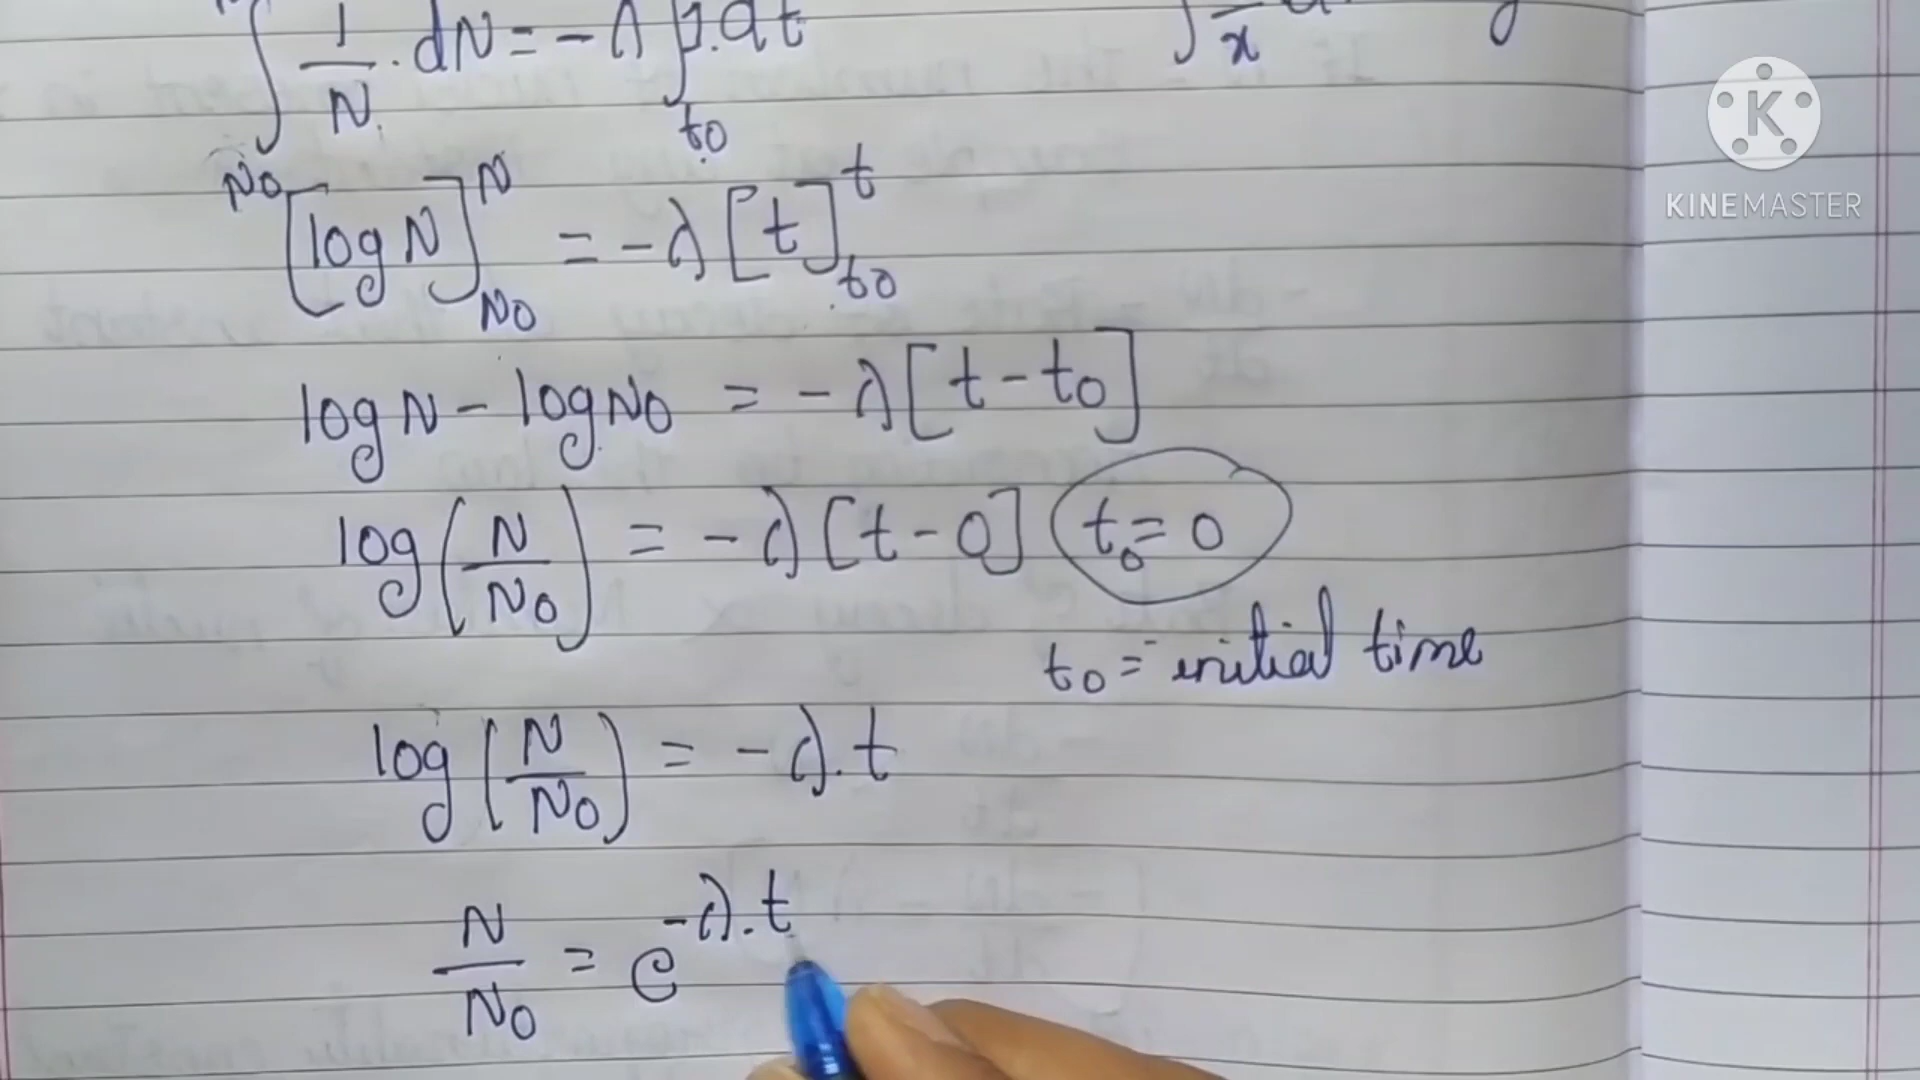 ∫ 1/N . dN = -λ ∫ 1.dt
N0 t0
∫ 1/x
[log N]N N0 = -λ [t]t t0
log N - log N0 = -λ [t - t0]
log (N/N0) = -λ [t - 0] t0 = 0
t0 = initial time
log (N/N0) = -λ.t
N/N0 = e^-λ.t
KINEMASTER